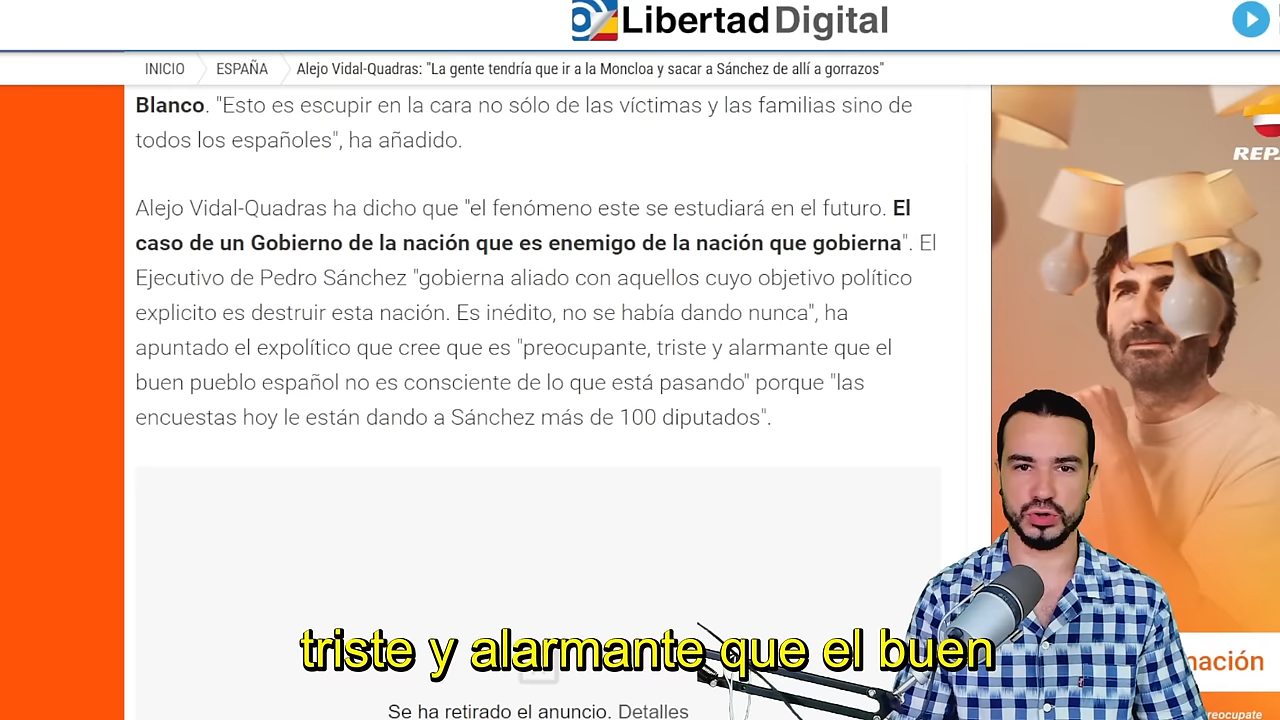 Libertad Digital
INICIO
ESPAÑA
Alejo Vidal-Quadras: "La gente tendría que ir a la Moncloa y sacar a Sánchez de allí a gorrazos"
Blanco. "Esto es escupir en la cara no sólo de las víctimas y las familias sino de
todos los españoles", ha añadido.
Alejo Vidal-Quadras ha dicho que "el fenómeno este se estudiará en el futuro. El
caso de un Gobierno de la nación que es enemigo de la nación que gobierna". El
Ejecutivo de Pedro Sánchez "gobierna aliado con aquellos cuyo objetivo político
explicito es destruir esta nación. Es inédito, no se había dando nunca", ha
apuntado el expolítico que cree que es "preocupante, triste y alarmante que el
buen pueblo español no es consciente de lo que está pasando" porque "las
encuestas hoy le están dando a Sánchez más de 100 diputados".
REP
triste y alarmante que el buen
nación
Se ha retirado el anuncio. Detalles